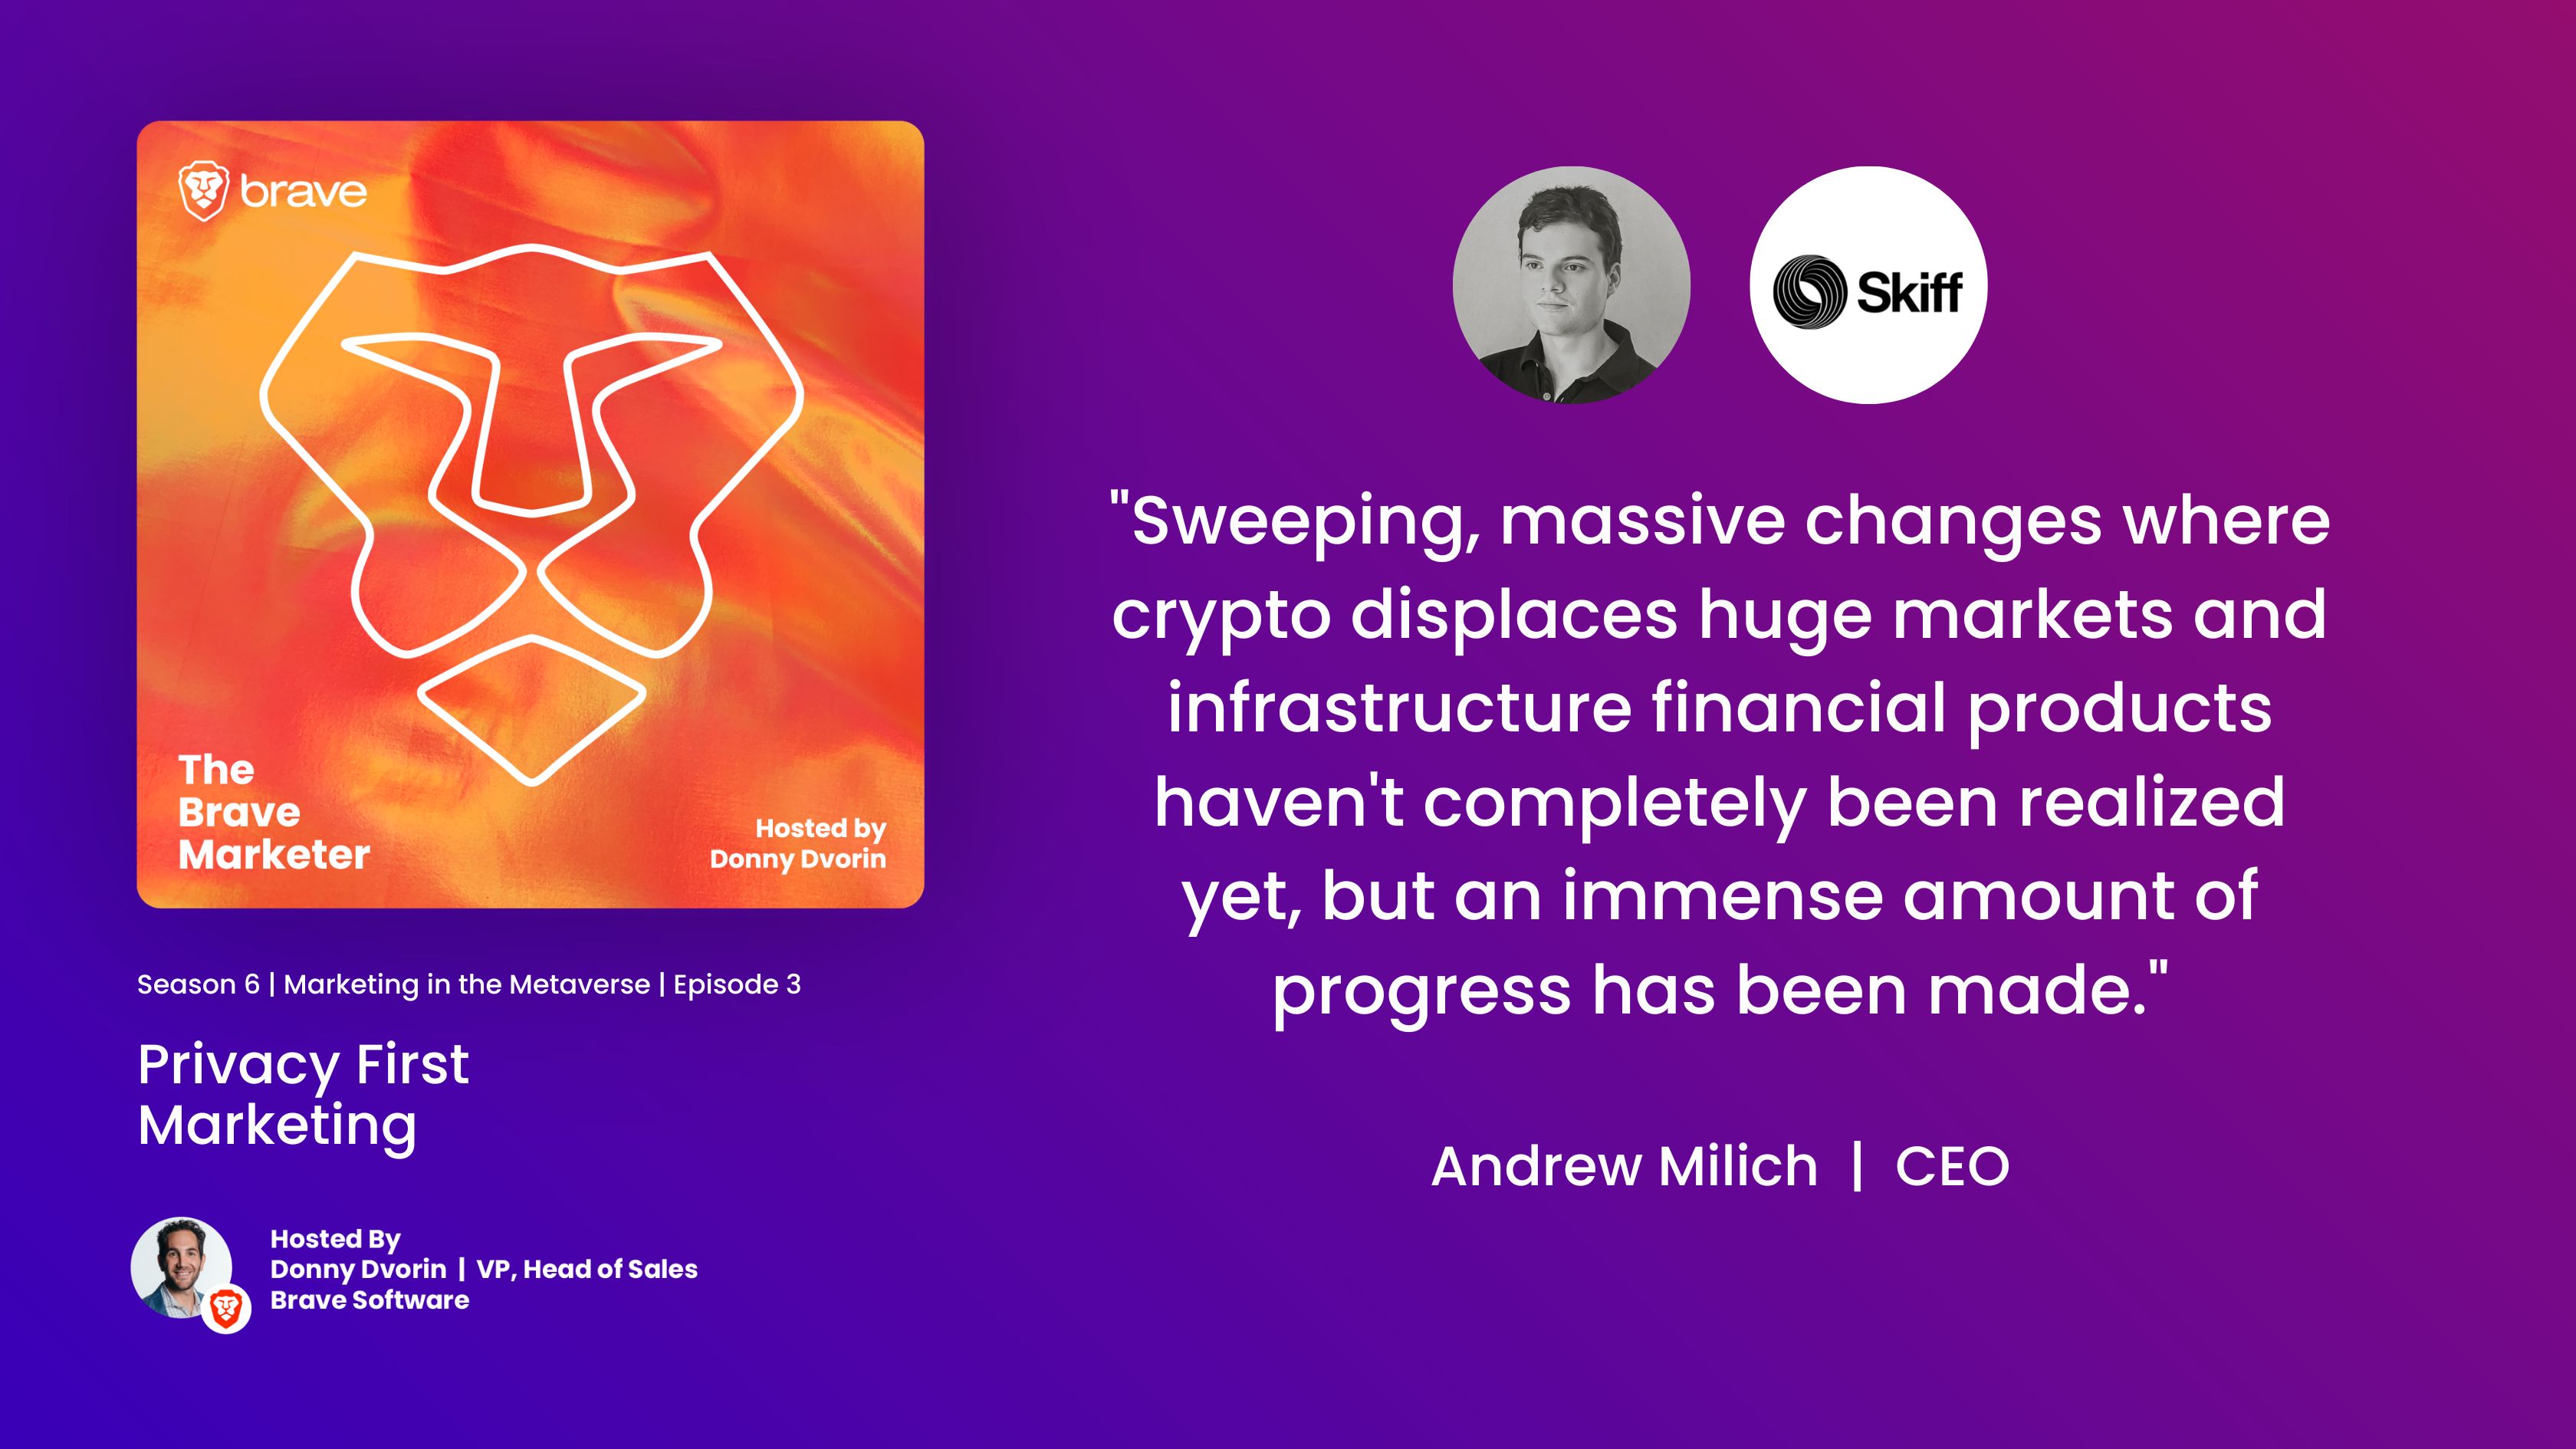 brave
The
Brave
Marketer
Hosted by
Donny Dvorin
Season 6 | Marketing in the Metaverse | Episode 3
Privacy First
Marketing
Hosted By
Donny Dvorin | VP, Head of Sales
Brave Software
Skiff
"Sweeping, massive changes where
crypto displaces huge markets and
infrastructure financial products
haven't completely been realized
yet, but an immense amount of
progress has been made."
Andrew Milich | CEO